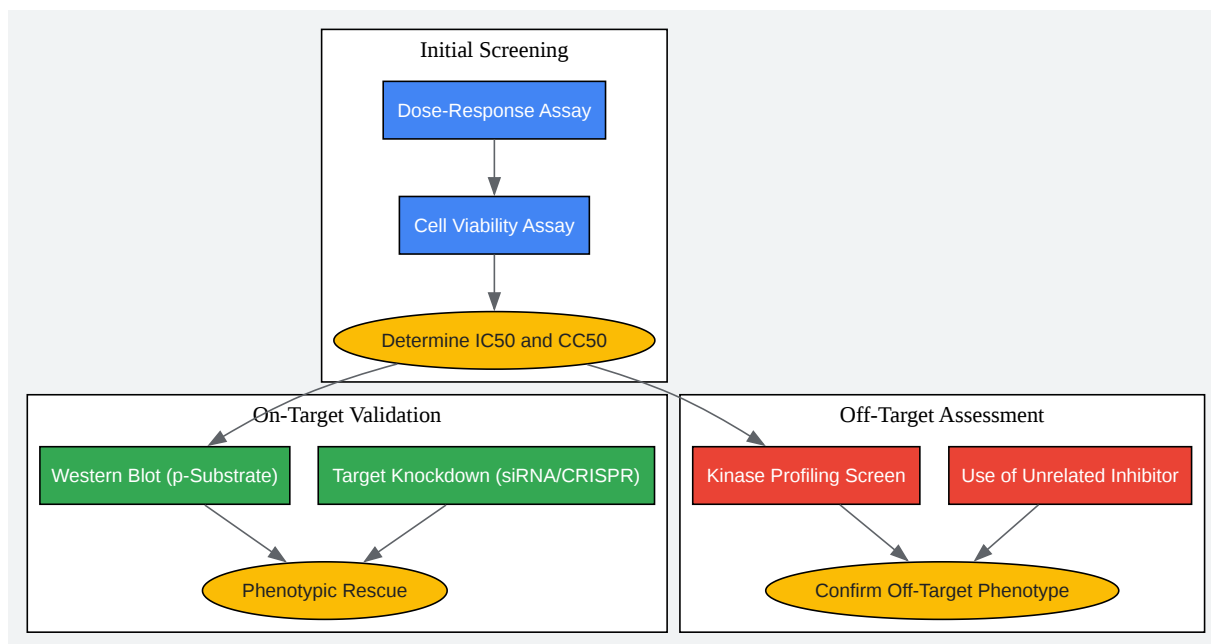 Initial Screening
Dose-Response Assay
Cell Viability Assay
Determine IC50 and CC50
On-Target Validation
Western Blot (p-Substrate)
Target Knockdown (siRNA/CRISPR)
Phenotypic Rescue
Off-Target Assessment
Kinase Profiling Screen
Use of Unrelated Inhibitor
Confirm Off-Target Phenotype